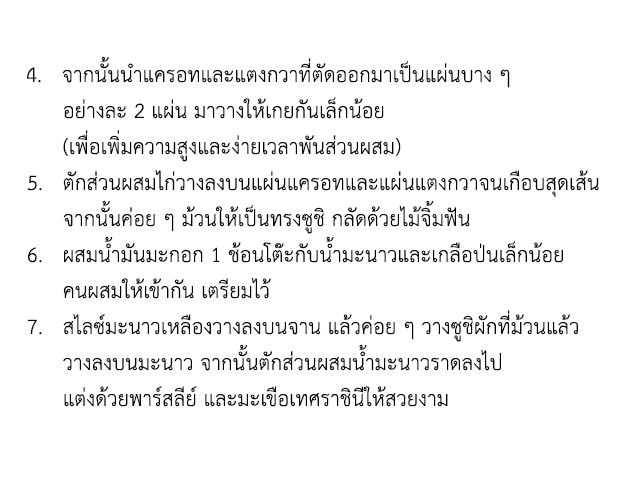 4. จากนั้นนำแครอทและแตงกวาที่ตัดออกมาเป็นแผ่นบาง ๆ
อย่างละ 2 แผ่น มาวางให้เกยกันเล็กน้อย
(เพื่อเพิ่มความสูงและง่ายเวลาพันส่วนผสม)
5. ตักส่วนผสมไก่วางลงบนแผ่นแครอทและแผ่นแตงกวาจนเกือบสุดเส้น
จากนั้นค่อย ๆ ม้วนให้เป็นทรงซูชิ กลัดด้วยไม้จิ้มฟัน
6. ผสมน้ำมันมะกอก 1 ช้อนโต๊ะกับน้ำมะนาวและเกลือป่นเล็กน้อย
คนผสมให้เข้ากัน เตรียมไว้
7. สไลซ์มะนาวเหลืองวางลงบนจาน แล้วค่อย ๆ วางซูชิผักที่ม้วนแล้ว
วางลงบนมะนาว จากนั้นตักส่วนผสมน้ำมะนาวราดลงไป
แต่งด้วยพาร์สลีย์ และมะเขือเทศราชินีให้สวยงาม